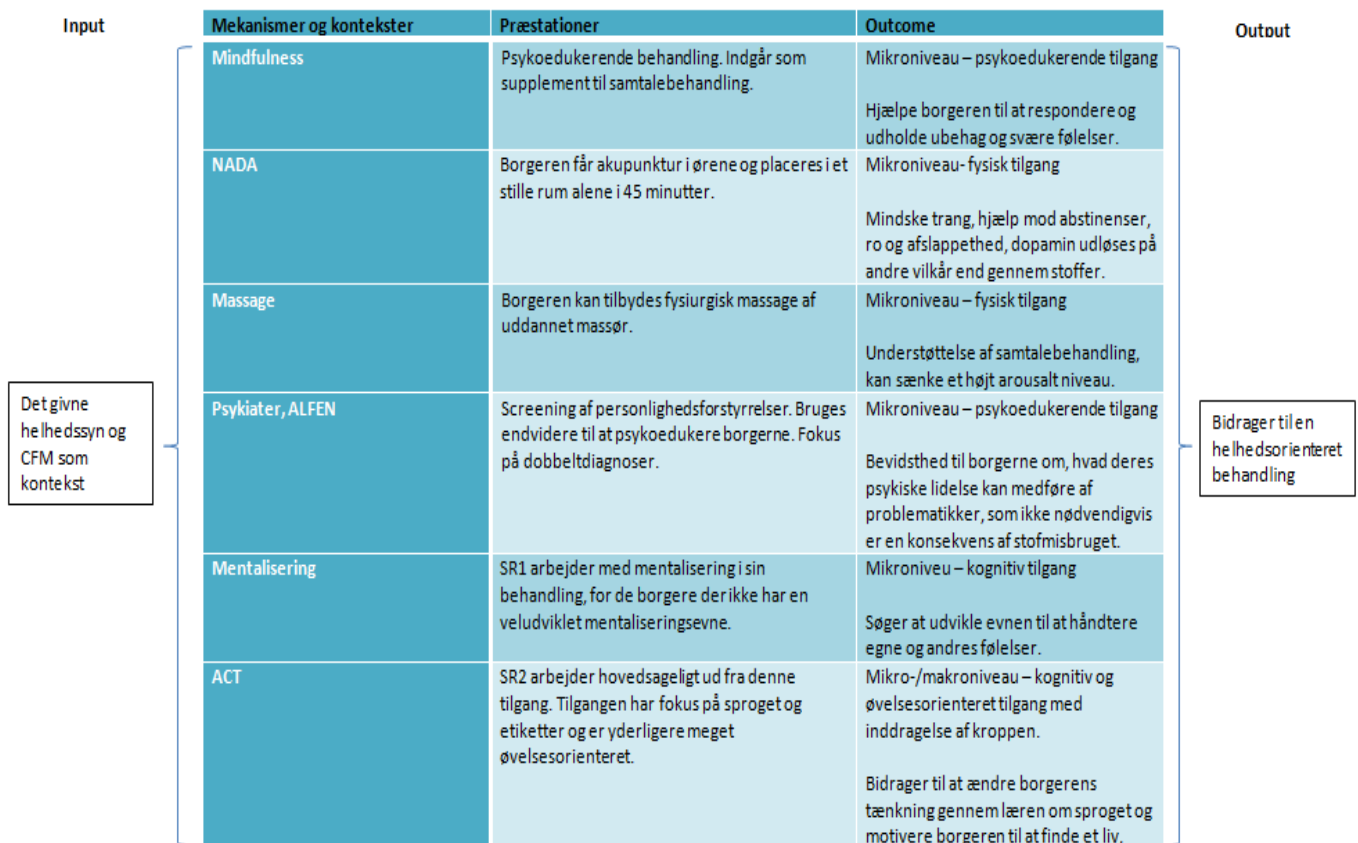 Input
Mekanismer og kontekster
Præstationer
Outcome
Output
Mindfulness
Psykoedukerende behandling. Indgår som
supplement til samtalebehandling.
Mikroniveau – psykoedukerende tilgang
Hjælpe borgeren til at respondere og
udholde ubehag og svære følelser.
NADA
Borgeren får akupunktur i ørene og placeres i et
stille rum alene i 45 minutter.
Mikroniveau- fysisk tilgang
Mindske trang, hjælp mod abstinenser,
ro og afslappethed, dopamin udløses på
andre vilkår end gennem stoffer.
Massage
Borgeren kan tilbydes fysiurgisk massage af
uddannet massør.
Mikroniveau – fysisk tilgang
Understøttelse af samtalebehandling,
kan sænke et højt arousalt niveau.
Det givne
helhedssyn og
CFM som
kontekst
Psykiater, ALFEN
Screening af personlighedsforstyrrelser. Bruges
endvidere til at psykoedukere borgerne. Fokus
på dobbeltdiagnoser.
Mikroniveau – psykoedukerende tilgang
Bevidsthed til borgerne om, hvad deres
psykiske lidelse kan medføre af
problematikker, som ikke nødvendigvis
er en konsekvens af stofmisbruget.
Bidrager til en
helhedsorienteret
behandling
Mentalisering
SR1 arbejder med mentalisering i sin
behandling, for de borgere der ikke har en
veludviklet mentaliseringsevne.
Mikroniveu – kognitiv tilgang
Søger at udvikle evnen til at håndtere
egne og andres følelser.
ACT
SR2 arbejder hovedsageligt ud fra denne
tilgang. Tilgangen har fokus på sproget og
etiketter og er yderligere meget
øvelsesorienteret.
Mikro-/makroniveau – kognitiv og
øvelsesorienteret tilgang med
inddragelse af kroppen.
Bidrager til at ændre borgerens
tænkning gennem læren om sproget og
motivere borgeren til at finde et liv.